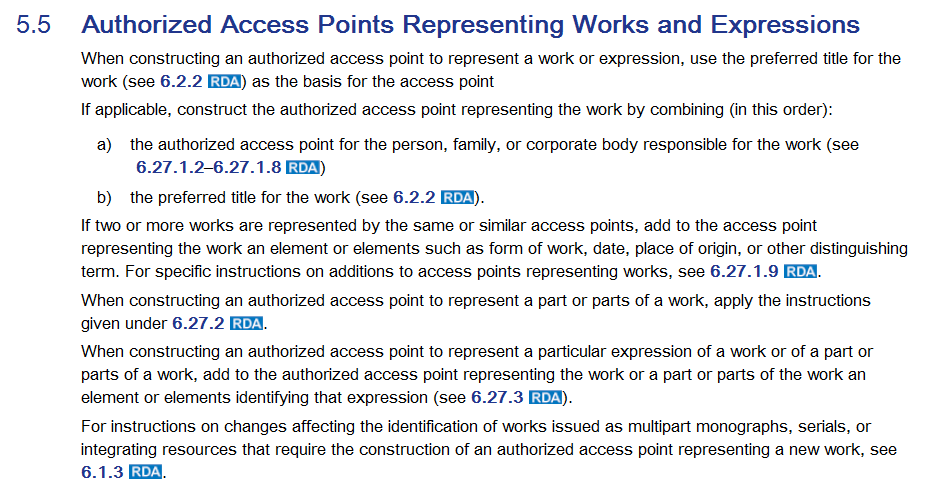 5.5 Authorized Access Points Representing Works and Expressions
When constructing an authorized access point to represent a work or expression, use the preferred title for the
work (see 6.2.2 RDA) as the basis for the access point
If applicable, construct the authorized access point representing the work by combining (in this order):
a) the authorized access point for the person, family, or corporate body responsible for the work (see
6.27.1.2–6.27.1.8 RDA)
b) the preferred title for the work (see 6.2.2 RDA).
If two or more works are represented by the same or similar access points, add to the access point
representing the work an element or elements such as form of work, date, place of origin, or other distinguishing
term. For specific instructions on additions to access points representing works, see 6.27.1.9 RDA.
When constructing an authorized access point to represent a part or parts of a work, apply the instructions
given under 6.27.2 RDA.
When constructing an authorized access point to represent a particular expression of a work or of a part or
parts of a work, add to the authorized access point representing the work or a part or parts of the work an
element or elements identifying that expression (see 6.27.3 RDA).
For instructions on changes affecting the identification of works issued as multipart monographs, serials, or
integrating resources that require the construction of an authorized access point representing a new work, see
6.1.3 RDA.